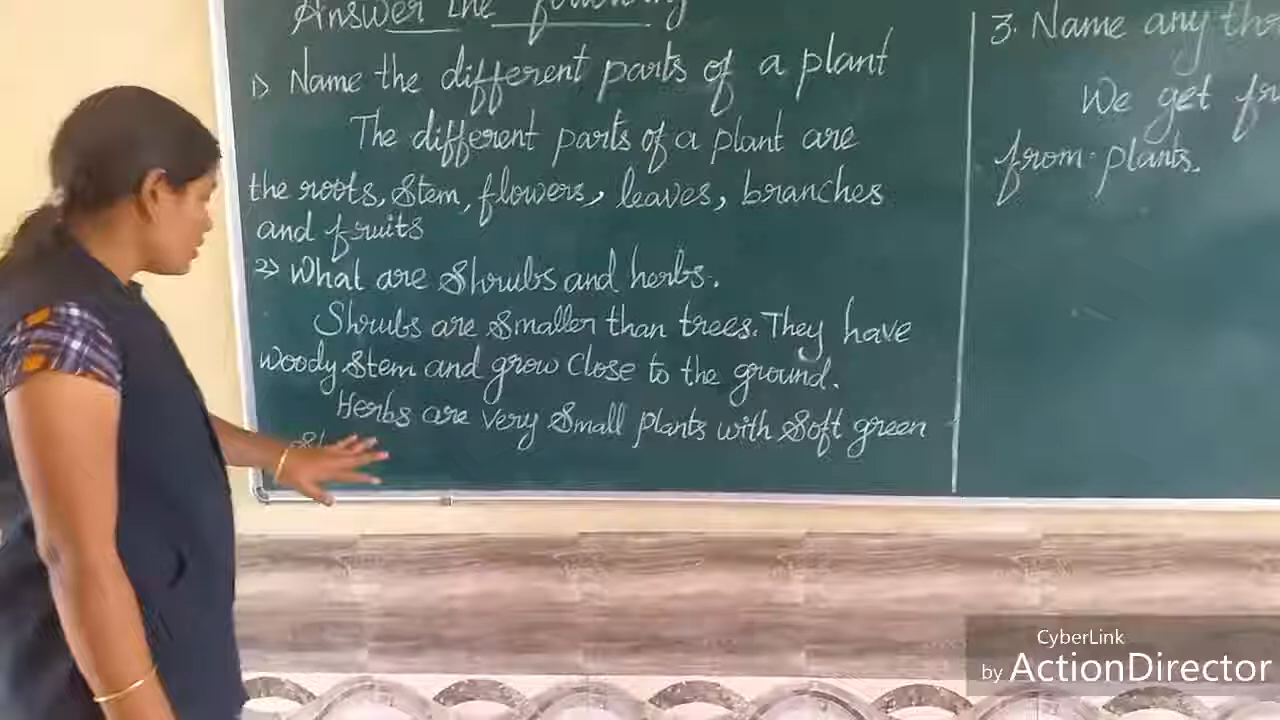 Answer the following
1) Name the different parts of a plant
The different parts of a plant are
the roots, Stem, flowers, leaves, branches
and fruits
2) What are Shrubs and herbs.
Shrubs are Smaller than trees. They have
Woody Stem and grow Close to the ground.
Herbs are very Small plants with Soft green
3. Name any
We get
from plants.
CyberLink
by ActionDirector